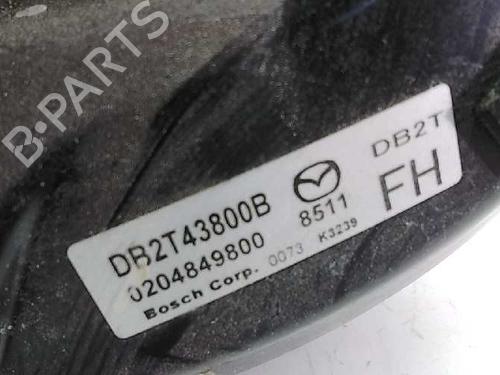 B-PARTS
DB2T43800B
0204849800
Bosch Corp. 0073 K3239
8511
DB2T
FH